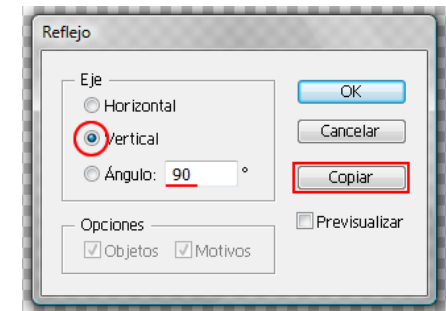 Reflejo
Eje
Horizontal
Vertical
Ángulo: 90 °
Opciones
Objetos Motivos
OK
Cancelar
Copiar
Previsualizar